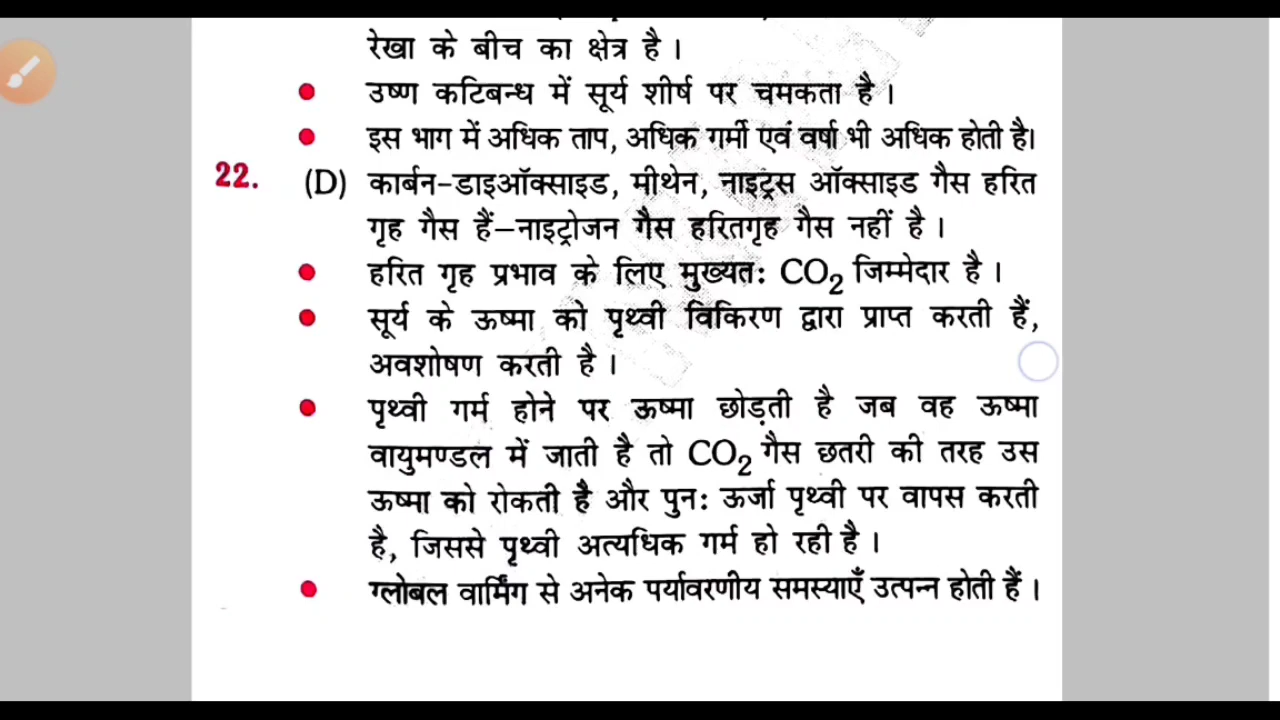 रेखा के बीच का क्षेत्र है ।
● उष्ण कटिबन्ध में सूर्य शीर्ष पर चमकता है ।
● इस भाग में अधिक ताप, अधिक गर्मी एवं वर्षा भी अधिक होती है।
22. (D) कार्बन-डाइऑक्साइड, मीथेन, नाइट्रस ऑक्साइड गैस हरित
गृह गैस हैं–नाइट्रोजन गैस हरितगृह गैस नहीं है ।
● हरित गृह प्रभाव के लिए मुख्यतः CO₂ जिम्मेदार है ।
● सूर्य के ऊष्मा को पृथ्वी विकिरण द्वारा प्राप्त करती हैं,
अवशोषण करती है ।
● पृथ्वी गर्म होने पर ऊष्मा छोड़ती है जब वह ऊष्मा
वायुमण्डल में जाती है तो CO₂ गैस छतरी की तरह उस
ऊष्मा को रोकती है और पुनः ऊर्जा पृथ्वी पर वापस करती
है, जिससे पृथ्वी अत्यधिक गर्म हो रही है ।
● ग्लोबल वार्मिंग से अनेक पर्यावरणीय समस्याएँ उत्पन्न होती हैं ।